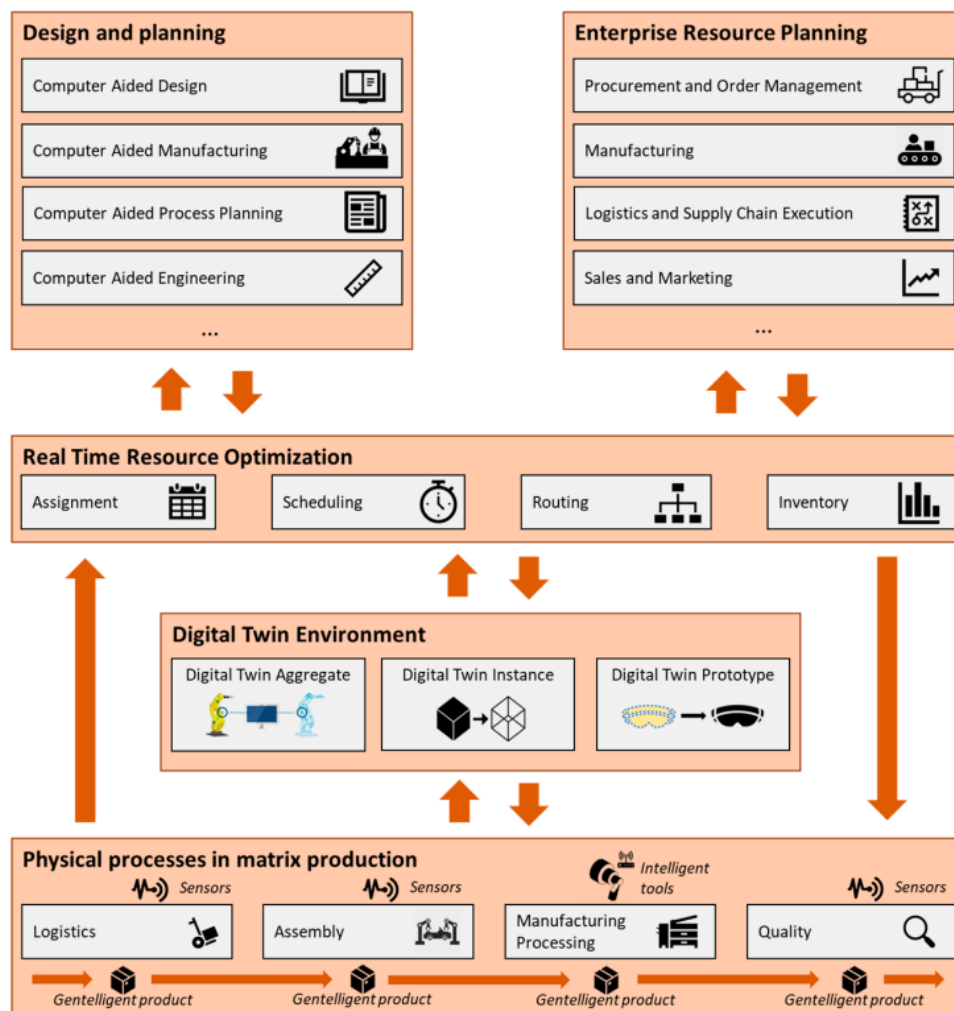 Design and planning
Computer Aided Design
Computer Aided Manufacturing
Computer Aided Process Planning
Computer Aided Engineering
...
Enterprise Resource Planning
Procurement and Order Management
Manufacturing
Logistics and Supply Chain Execution
Sales and Marketing
...
Real Time Resource Optimization
Assignment
Scheduling
Routing
Inventory
Digital Twin Environment
Digital Twin Aggregate
Digital Twin Instance
Digital Twin Prototype
Physical processes in matrix production
Sensors
Sensors
Intelligent
tools
Sensors
Logistics
Assembly
Manufacturing
Processing
Quality
Gentelligent product
Gentelligent product
Gentelligent product
Gentelligent product